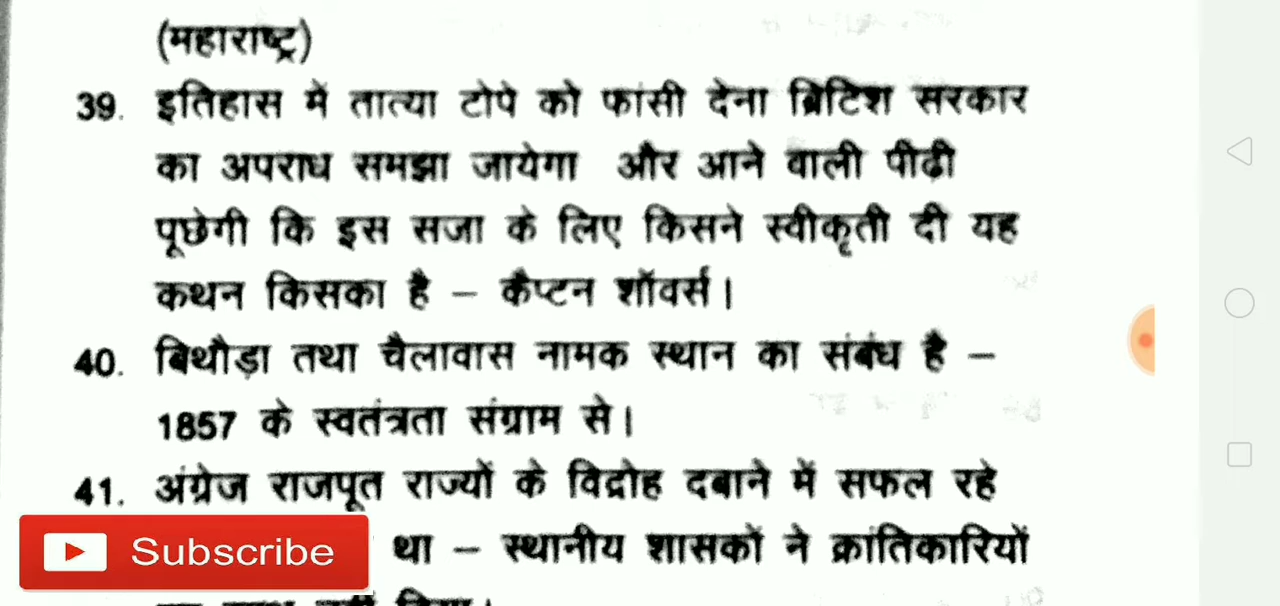 (महाराष्ट्र)
39. इतिहास में तात्या टोपे को फांसी देना ब्रिटिश सरकार
का अपराध समझा जायेगा और आने वाली पीढ़ी
पूछेगी कि इस सजा के लिए किसने स्वीकृती दी यह
कथन किसका है – कैप्टन शॉवर्स।
40. बिथौड़ा तथा चैलावास नामक स्थान का संबंध है –
1857 के स्वतंत्रता संग्राम से।
41. अंग्रेज राजपूत राज्यों के विद्रोह दबाने में सफल रहे
था – स्थानीय शासकों ने क्रांतिकारियों
Subscribe